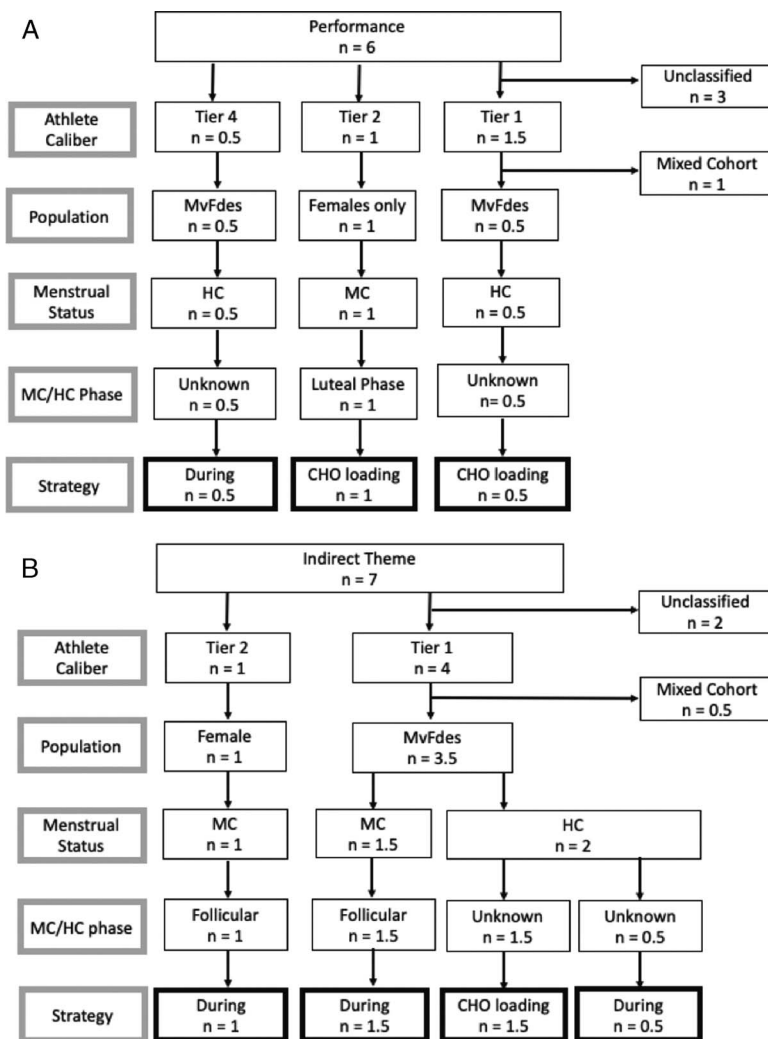 A
Performance
n = 6
Unclassified
n = 3
Athlete
Caliber
Tier 4
n = 0.5
Tier 2
n = 1
Tier 1
n = 1.5
Mixed Cohort
n = 1
Population
MvFdes
n = 0.5
Females only
n = 1
MvFdes
n = 0.5
Menstrual
Status
HC
n = 0.5
MC
n = 1
HC
n = 0.5
MC/HC Phase
Unknown
n = 0.5
Luteal Phase
n = 1
Unknown
n= 0.5
Strategy
During
n = 0.5
CHO loading
n = 1
CHO loading
n = 0.5
B
Indirect Theme
n = 7
Unclassified
n = 2
Athlete
Caliber
Tier 2
n = 1
Tier 1
n = 4
Mixed Cohort
n = 0.5
Population
Female
n = 1
MvFdes
n = 3.5
Menstrual
Status
MC
n = 1
MC
n = 1.5
HC
n = 2
MC/HC phase
Follicular
n = 1
Follicular
n = 1.5
Unknown
n = 1.5
Unknown
n = 0.5
Strategy
During
n = 1
During
n = 1.5
CHO loading
n = 1.5
During
n = 0.5